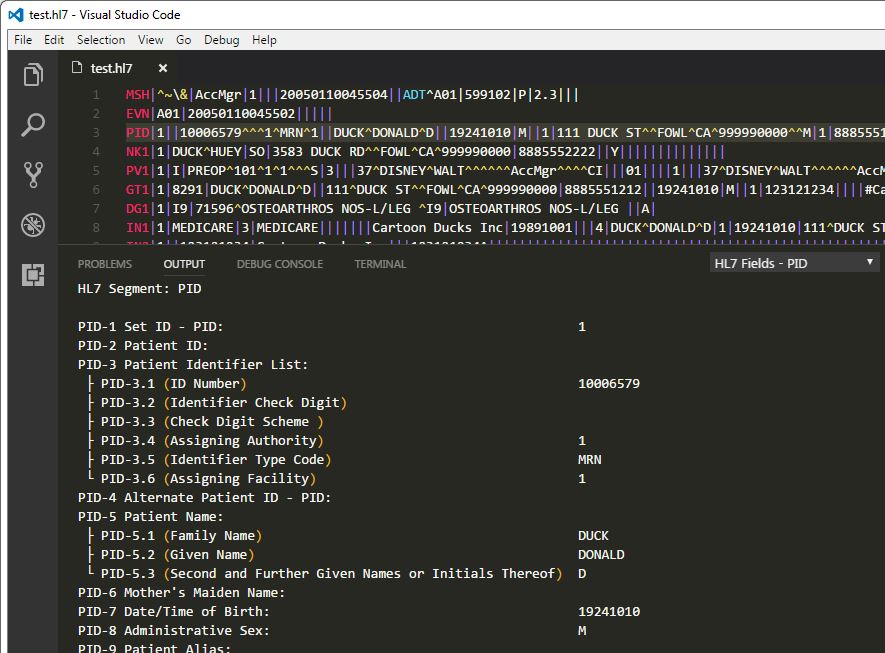 test.hl7 - Visual Studio Code
File Edit Selection View Go Debug Help
test.hl7 ×
1 MSH|^~\&|AccMgr|1|||20050110045504||ADT^A01|599102|P|2.3|||
2 EVN|A01|20050110045502|||||
3 PID|1||10006579^^^1^MRN^1||DUCK^DONALD^D||19241010|M||1|111 DUCK ST^^FOWL^CA^999990000^^M|1|8885551
4 NK1|1|DUCK^HUEY|SO|3583 DUCK RD^^FOWL^CA^999990000|8885552222||Y||||||||||||||
5 PV1|1|I|PREOP^101^1^1^^^S|3|||37^DISNEY^WALT^^^^^^AccMgr^^^^CI|||01||||1|||37^DISNEY^WALT^^^^^^AccM
6 GT1|1|8291|DUCK^DONALD^D||111^DUCK ST^^FOWL^CA^999990000|8885551212||19241010|M||1|123121234||||#Ca
7 DG1|1|I9|71596^OSTEOARTHROS NOS-L/LEG ^I9|OSTEOARTHROS NOS-L/LEG ||A|
8 IN1|1|MEDICARE|3|MEDICARE|||||||Cartoon Ducks Inc|19891001|||4|DUCK^DONALD^D|1|19241010|111^DUCK ST
PROBLEMS OUTPUT DEBUG CONSOLE TERMINAL HL7 Fields - PID
HL7 Segment: PID
PID-1 Set ID - PID: 1
PID-2 Patient ID:
PID-3 Patient Identifier List:
├ PID-3.1 (ID Number) 10006579
├ PID-3.2 (Identifier Check Digit)
├ PID-3.3 (Check Digit Scheme )
├ PID-3.4 (Assigning Authority) 1
├ PID-3.5 (Identifier Type Code) MRN
└ PID-3.6 (Assigning Facility) 1
PID-4 Alternate Patient ID - PID:
PID-5 Patient Name:
├ PID-5.1 (Family Name) DUCK
├ PID-5.2 (Given Name) DONALD
└ PID-5.3 (Second and Further Given Names or Initials Thereof) D
PID-6 Mother's Maiden Name:
PID-7 Date/Time of Birth: 19241010
PID-8 Administrative Sex: M
PID-9 Patient Alias: